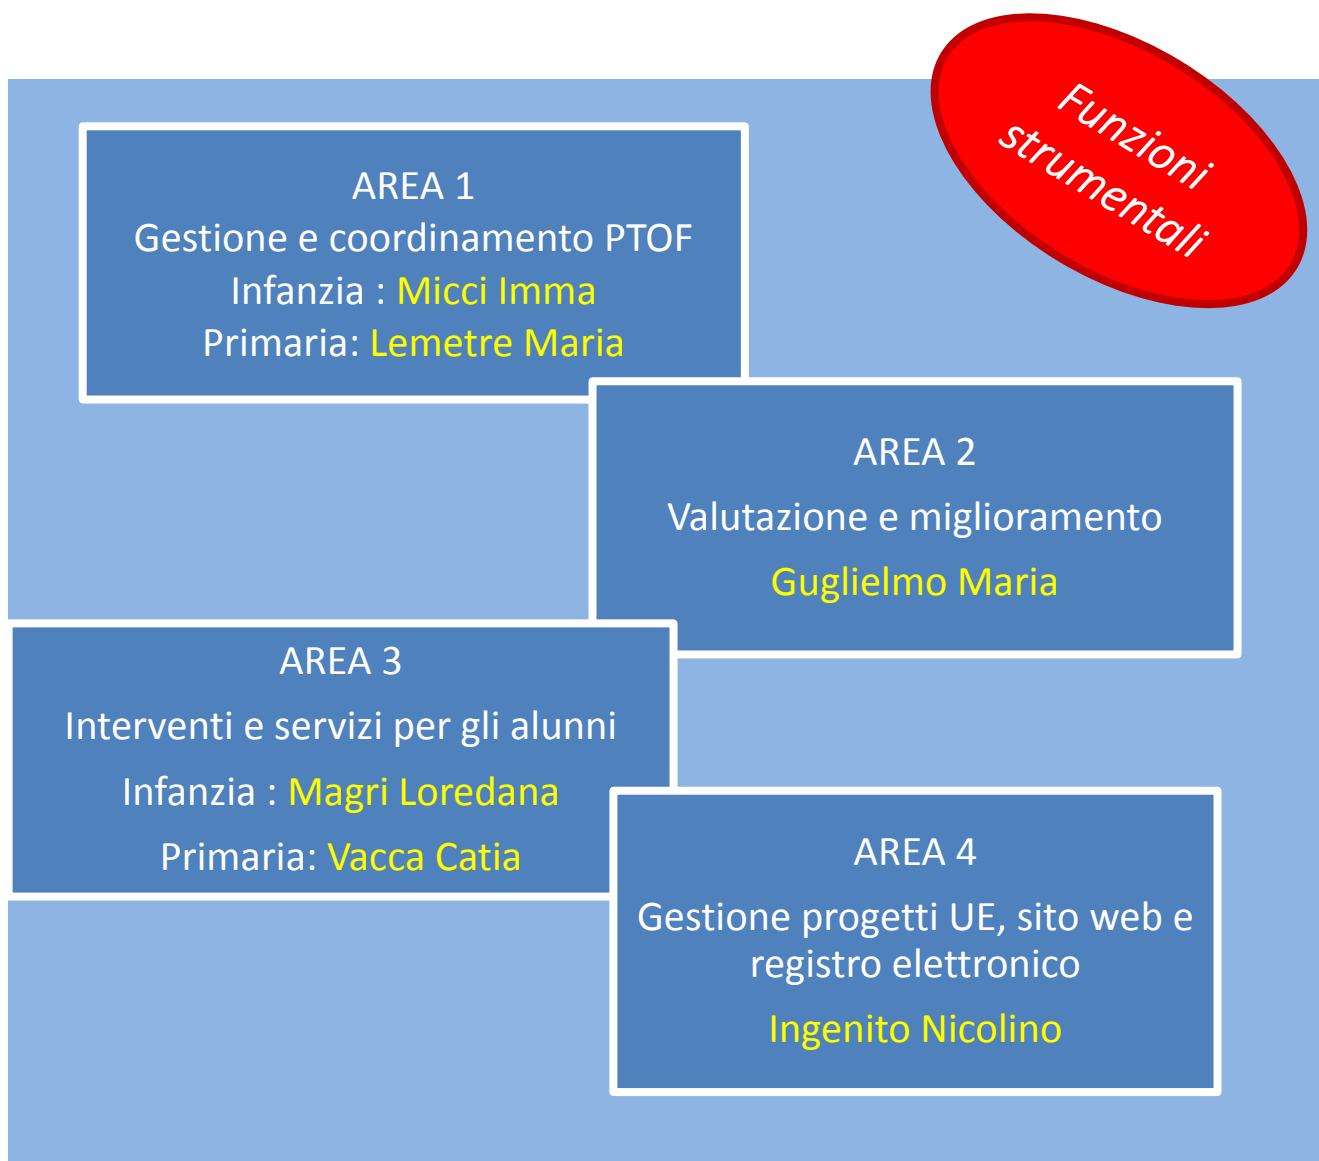 Funzioni
strumentali
AREA 1
Gestione e coordinamento PTOF
Infanzia : Micci Imma
Primaria: Lemetre Maria
AREA 2
Valutazione e miglioramento
Guglielmo Maria
AREA 3
Interventi e servizi per gli alunni
Infanzia : Magri Loredana
Primaria: Vacca Catia
AREA 4
Gestione progetti UE, sito web e
registro elettronico
Ingenito Nicolino